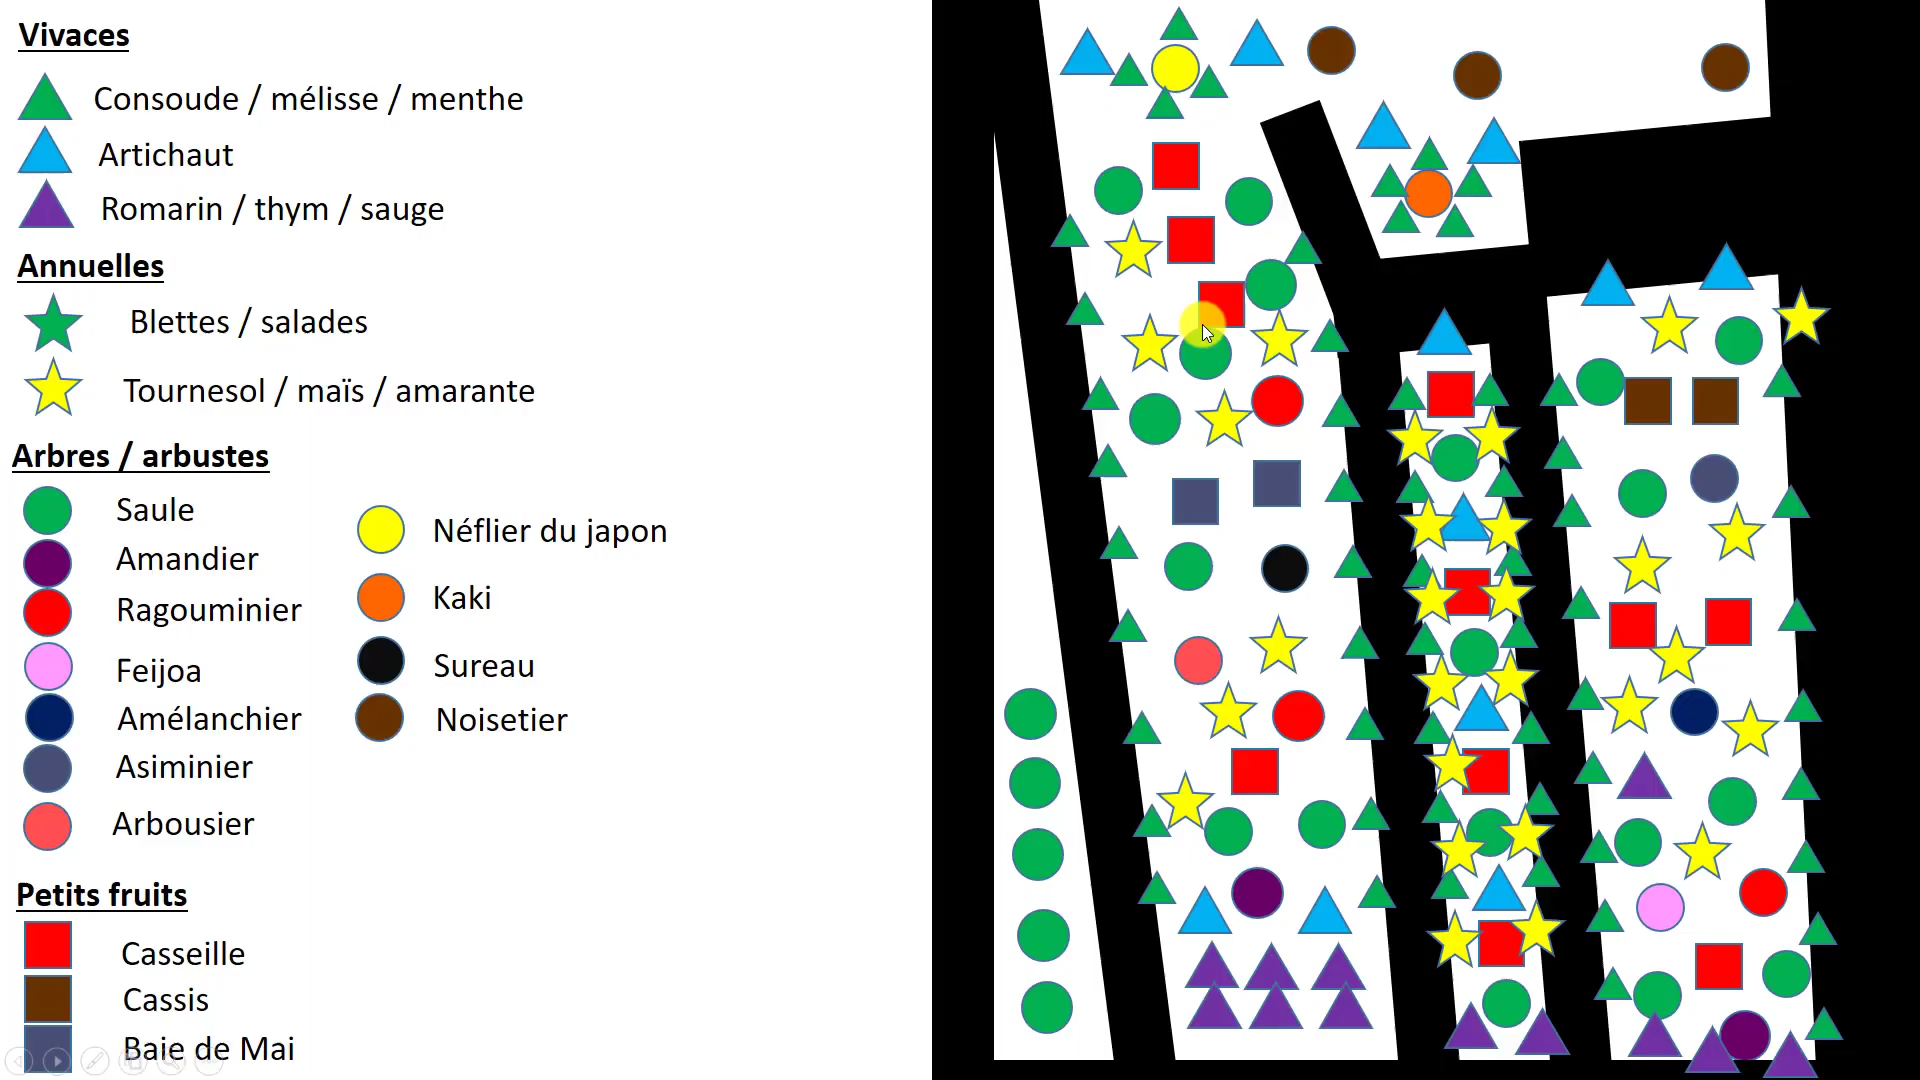 Vivaces
Consoude / mélisse / menthe
Artichaut
Romarin / thym / sauge
Annuelles
Blettes / salades
Tournesol / maïs / amarante
Arbres / arbustes
Saule
Amandier
Ragouminier
Feijoa
Amélanchier
Asiminier
Arbousier
Néflier du japon
Kaki
Sureau
Noisetier
Petits fruits
Casseille
Cassis
Baie de Mai